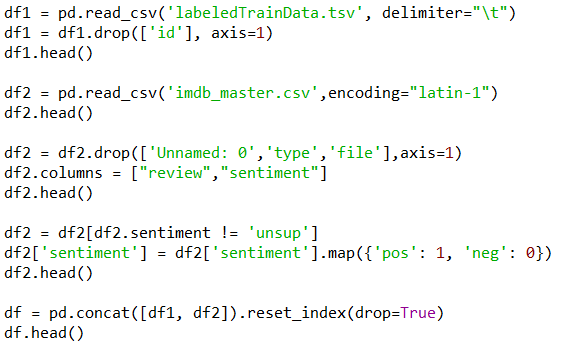 df1 = pd.read_csv('labeledTrainData.tsv', delimiter="\t")
df1 = df1.drop(['id'], axis=1)
df1.head()
df2 = pd.read_csv('imdb_master.csv',encoding="latin-1")
df2.head()
df2 = df2.drop(['Unnamed: 0','type','file'],axis=1)
df2.columns = ["review","sentiment"]
df2.head()
df2 = df2[df2.sentiment != 'unsup']
df2['sentiment'] = df2['sentiment'].map({'pos': 1, 'neg': 0})
df2.head()
df = pd.concat([df1, df2]).reset_index(drop=True)
df.head()